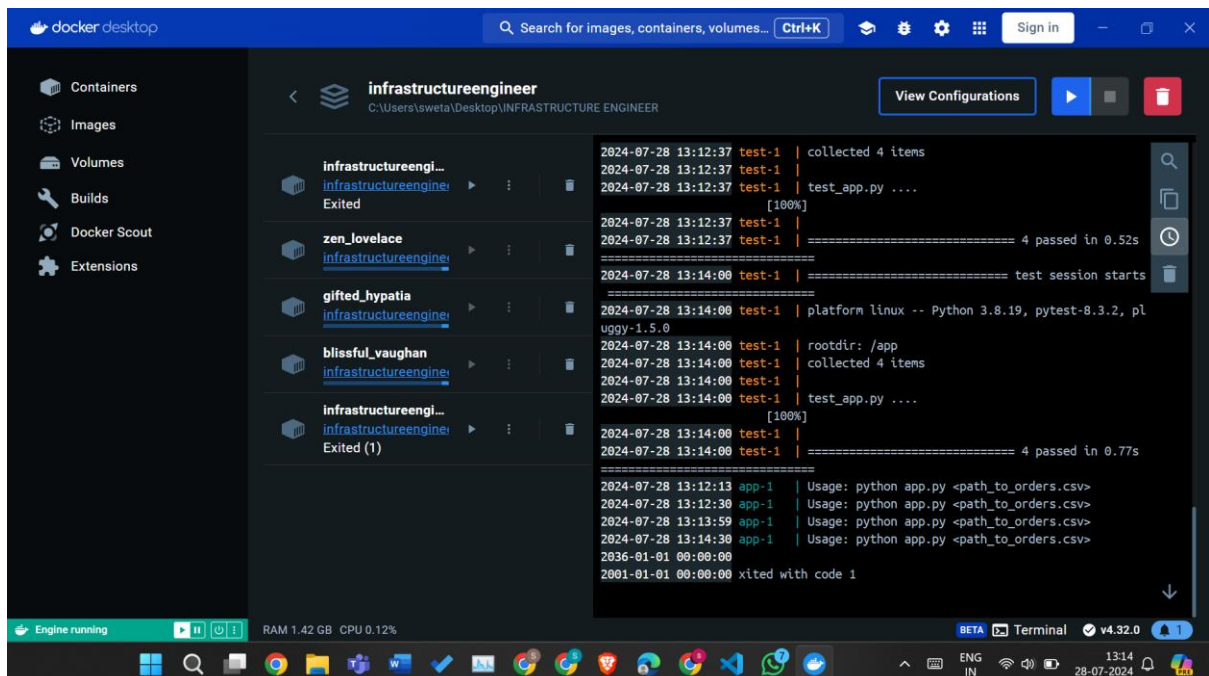 docker desktop
Search for images, containers, volumes... Ctrl+K
Sign in
Containers
Images
Volumes
Builds
Docker Scout
Extensions
infrastructureengineer
C:\Users\sweta\Desktop\INFRASTRUCTURE ENGINEER
View Configurations
infrastructureengi...
infrastructureengine
Exited
zen_lovelace
infrastructureengine
gifted_hypatia
infrastructureengine
blissful_vaughan
infrastructureengine
infrastructureengi...
infrastructureengine
Exited (1)
2024-07-28 13:12:37 test-1 | collected 4 items
2024-07-28 13:12:37 test-1 |
2024-07-28 13:12:37 test-1 | test_app.py ....
[100%]
2024-07-28 13:12:37 test-1 |
2024-07-28 13:12:37 test-1 | ============================== 4 passed in 0.52s
===============================
2024-07-28 13:14:00 test-1 | ============================= test session starts
==============================
2024-07-28 13:14:00 test-1 | platform linux -- Python 3.8.19, pytest-8.3.2, pl
uggy-1.5.0
2024-07-28 13:14:00 test-1 | rootdir: /app
2024-07-28 13:14:00 test-1 | collected 4 items
2024-07-28 13:14:00 test-1 |
2024-07-28 13:14:00 test-1 | test_app.py ....
[100%]
2024-07-28 13:14:00 test-1 |
2024-07-28 13:14:00 test-1 | ============================== 4 passed in 0.77s
===============================
2024-07-28 13:12:13 app-1 | Usage: python app.py <path_to_orders.csv>
2024-07-28 13:12:30 app-1 | Usage: python app.py <path_to_orders.csv>
2024-07-28 13:13:59 app-1 | Usage: python app.py <path_to_orders.csv>
2024-07-28 13:14:30 app-1 | Usage: python app.py <path_to_orders.csv>
2036-01-01 00:00:00
2001-01-01 00:00:00 xited with code 1
Engine running
RAM 1.42 GB CPU 0.12%
BETA Terminal v4.32.0 1
ENG
IN
13:14
28-07-2024